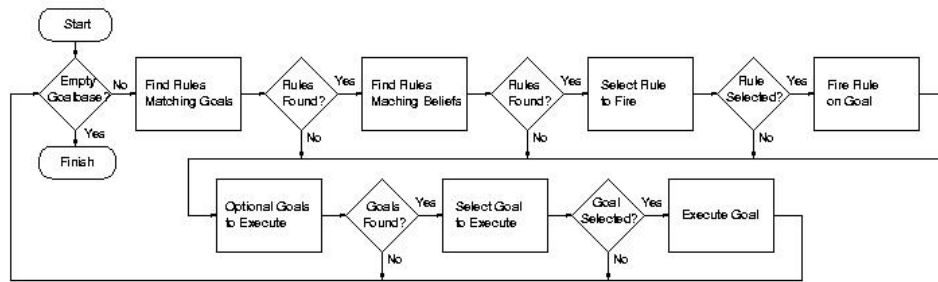 Start
Empty
Goalbase?
No
Yes
Finish
Find Rules
Matching Goals
Rules
Found?
Yes
No
Find Rules
Maching Beliefs
Rules
Found?
Yes
No
Select Rule
to Fire
Rule
Selected?
Yes
No
Fire Rule
on Goal
Optional Goals
to Execute
Goals
Found?
Yes
No
Select Goal
to Execute
Goal
Selected?
Yes
No
Execute Goal